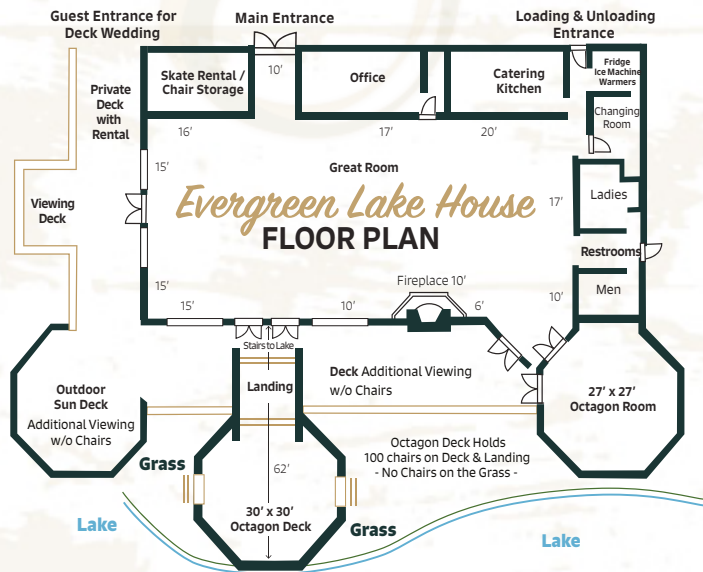 Guest Entrance for
Deck Wedding
Main Entrance
Loading & Unloading
Entrance
Private
Deck
with
Rental
Skate Rental /
Chair Storage
10'
Office
Catering
Kitchen
Fridge
Ice Machine
Warmers
Changing
Room
16'
17'
20'
15'
Great Room
Viewing
Deck
Evergreen Lake House
FLOOR PLAN
17'
Ladies
Restrooms
15'
Fireplace 10'
10'
Men
15'
10'
6'
Stairs to Lake
Landing
Deck Additional Viewing
w/o Chairs
Outdoor
Sun Deck
Additional Viewing
w/o Chairs
27' x 27'
Octagon Room
Octagon Deck Holds
100 chairs on Deck & Landing
- No Chairs on the Grass -
Grass
62'
30' x 30'
Octagon Deck
Grass
Lake
Lake